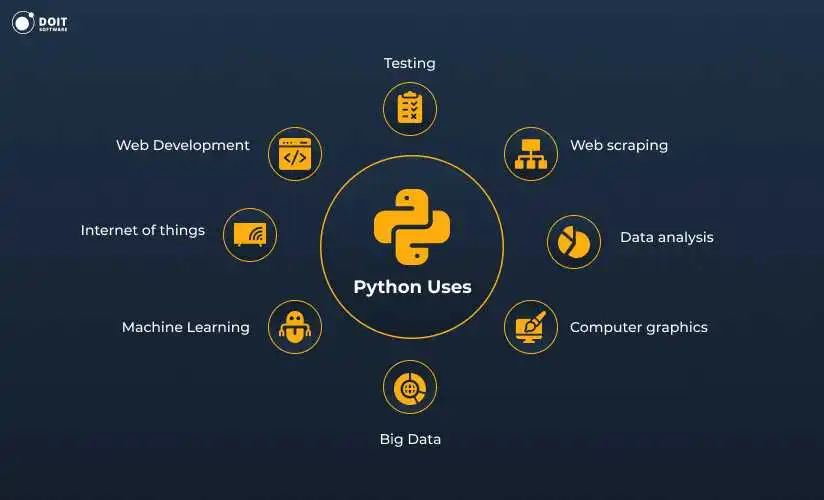 DOIT
SOFTWARE
Testing
Web Development
Web scraping
Internet of things
Data analysis
Python Uses
Machine Learning
Computer graphics
Big Data